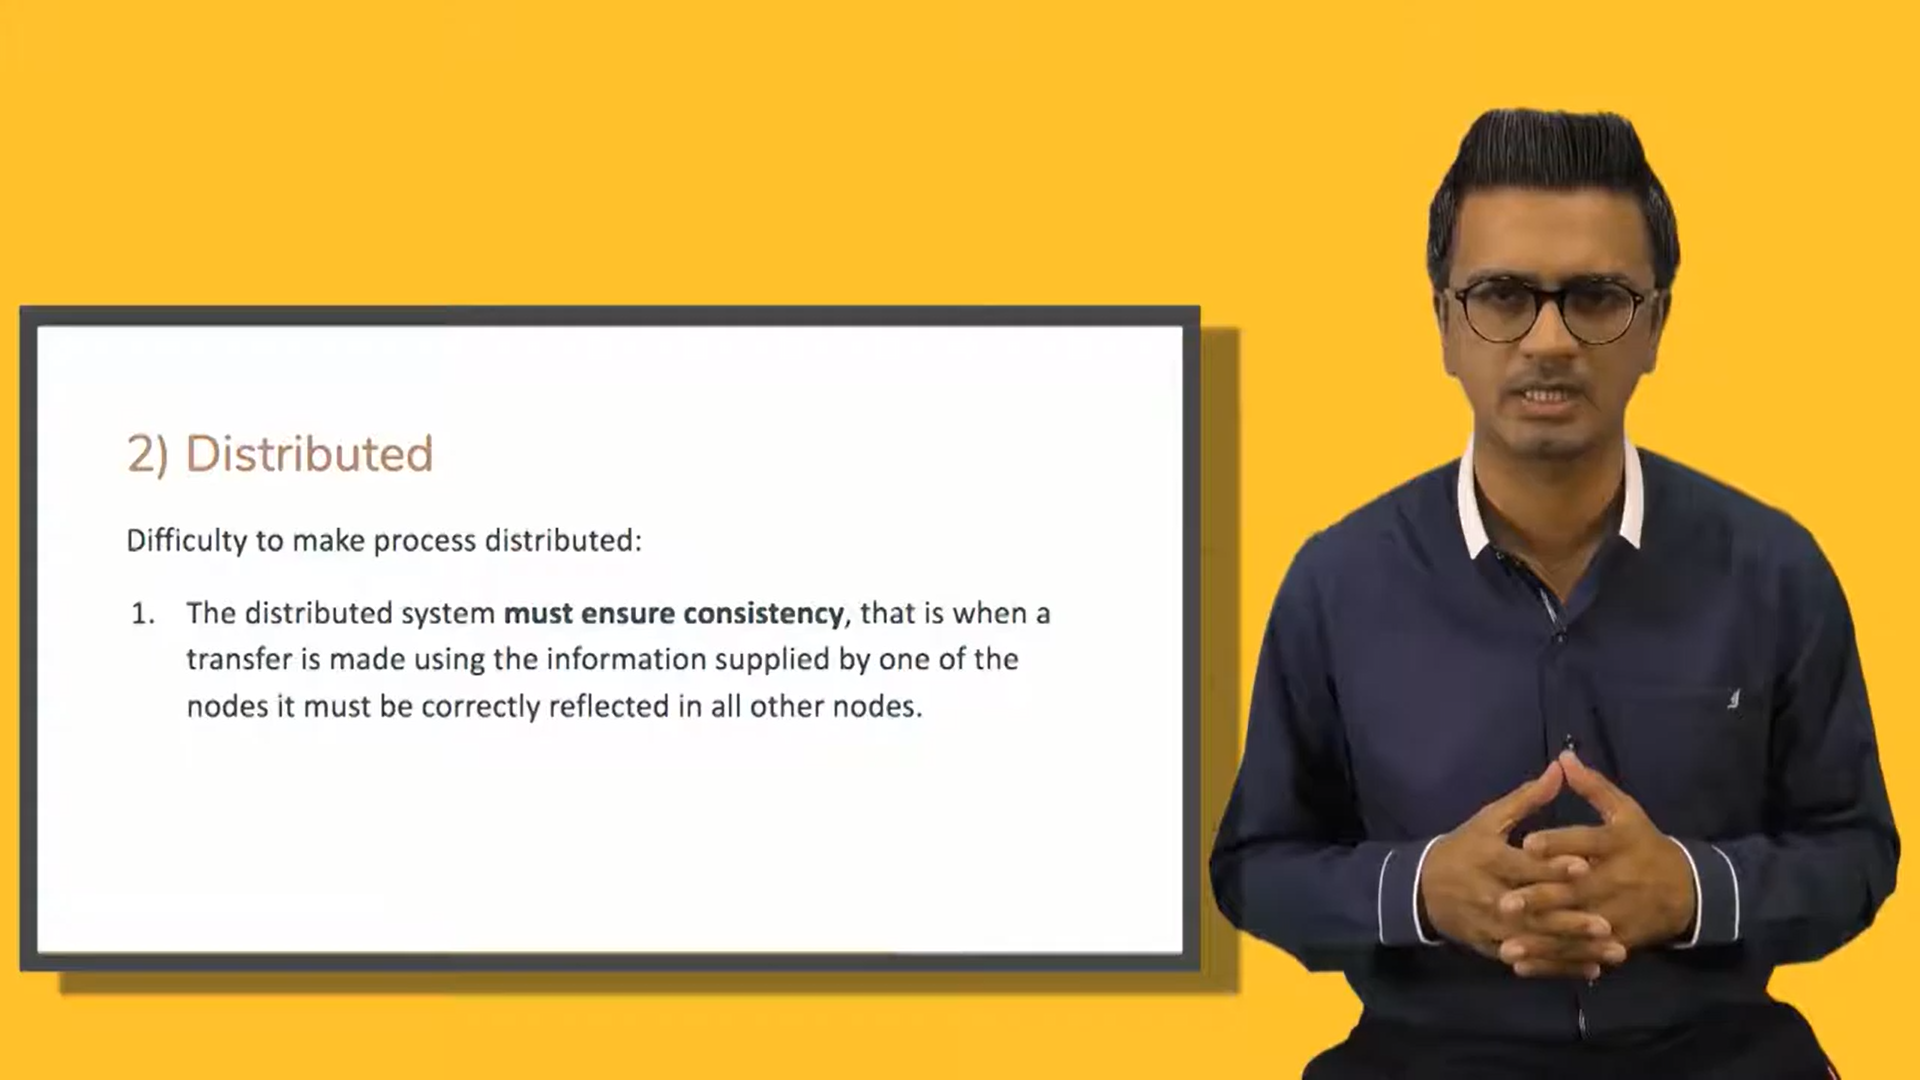 2) Distributed
Difficulty to make process distributed:
1. The distributed system must ensure consistency, that is when a
transfer is made using the information supplied by one of the
nodes it must be correctly reflected in all other nodes.